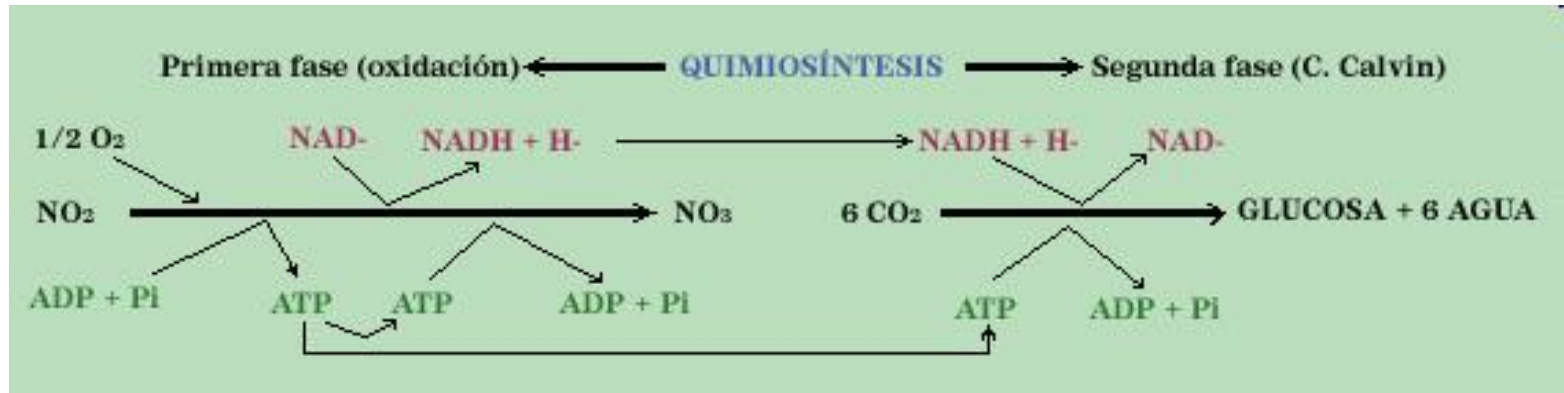 Primera fase (oxidación) QUIMIOSÍNTESIS Segunda fase (C. Calvin)
1/2 O₂ NAD- NADH + H- NADH + H- NAD-
NO₂ NO₃ 6 CO₂ GLUCOSA + 6 AGUA
ADP + Pi ATP ATP ADP + Pi ATP ADP + Pi